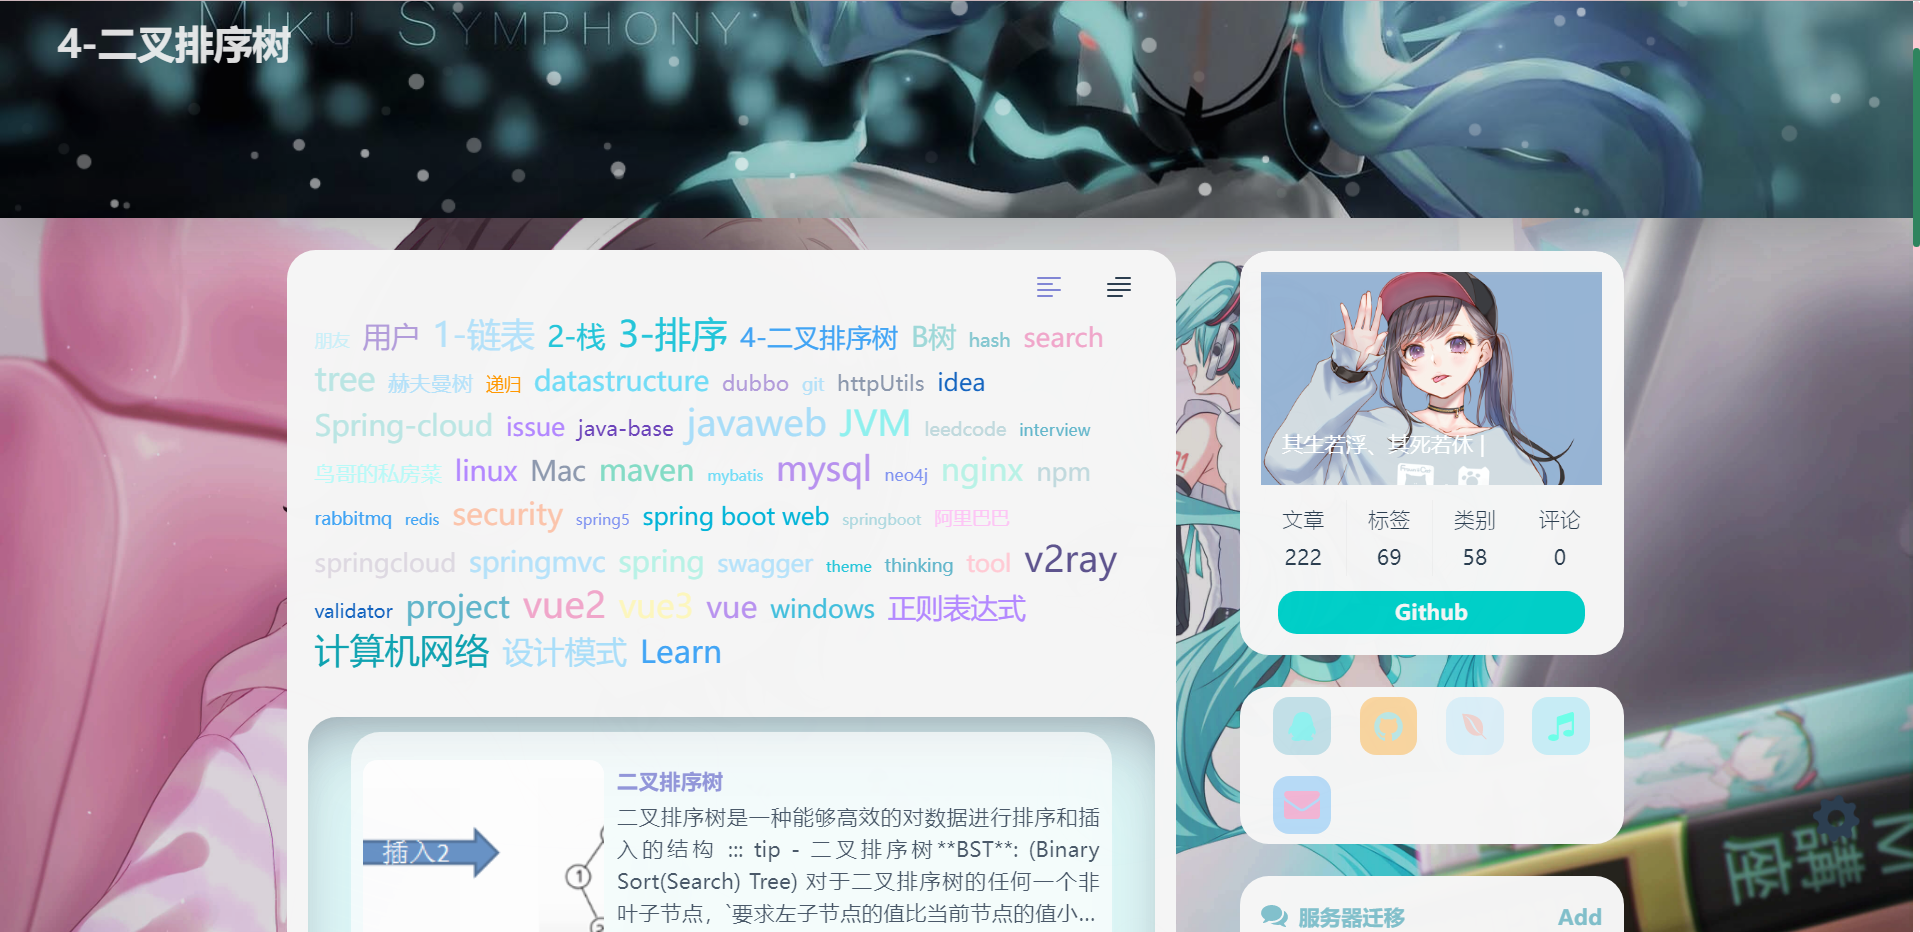 MIKU SYMPHONY
4-二叉排序树
朋友 用户 1-链表 2-栈 3-排序 4-二叉排序树 B树 hash search
tree 赫夫曼树 递归 datastructure dubbo git httpUtils idea
Spring-cloud issue java-base javaweb JVM leedcode interview
鸟哥的私房菜 linux Mac maven mybatis mysql neo4j nginx npm
rabbitmq redis security spring5 spring boot web springboot 阿里巴巴
springcloud springmvc spring swagger theme thinking tool v2ray
validator project vue2 vue3 vue windows 正则表达式
计算机网络 设计模式 Learn
插入2
1
二叉排序树
二叉排序树是一种能够高效的对数据进行排序和插
入的结构 ::: tip - 二叉排序树**BST**: (Binary
Sort(Search) Tree) 对于二叉排序树的任何一个非
叶子节点，`要求左子节点的值比当前节点的值小...
其生若浮、其死若休 |
文章 标签 类别 评论
222 69 58 0
Github
服务器迁移 Add